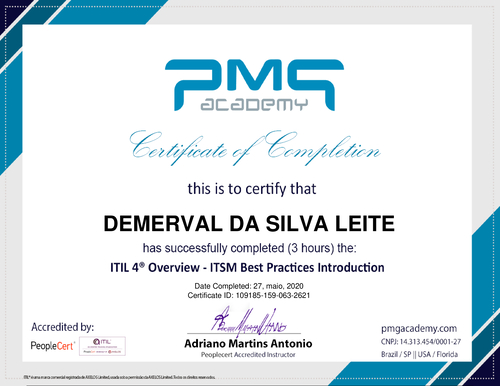 PMG
ACADEMY
Certificate of Completion
this is to certify that
DEMERVAL DA SILVA LEITE
has successfully completed (3 hours) the:
ITIL 4® Overview - ITSM Best Practices Introduction
Date Completed: 27, maio, 2020
Certificate ID: 109185-159-063-2621
Accredited by:
PeopleCert
ITIL
Adriano Martins Antonio
Peoplecert Accredited Instructor
pmgacademy.com
CNPJ: 14.313.454/0001-27
Brazil / SP || USA / Florida